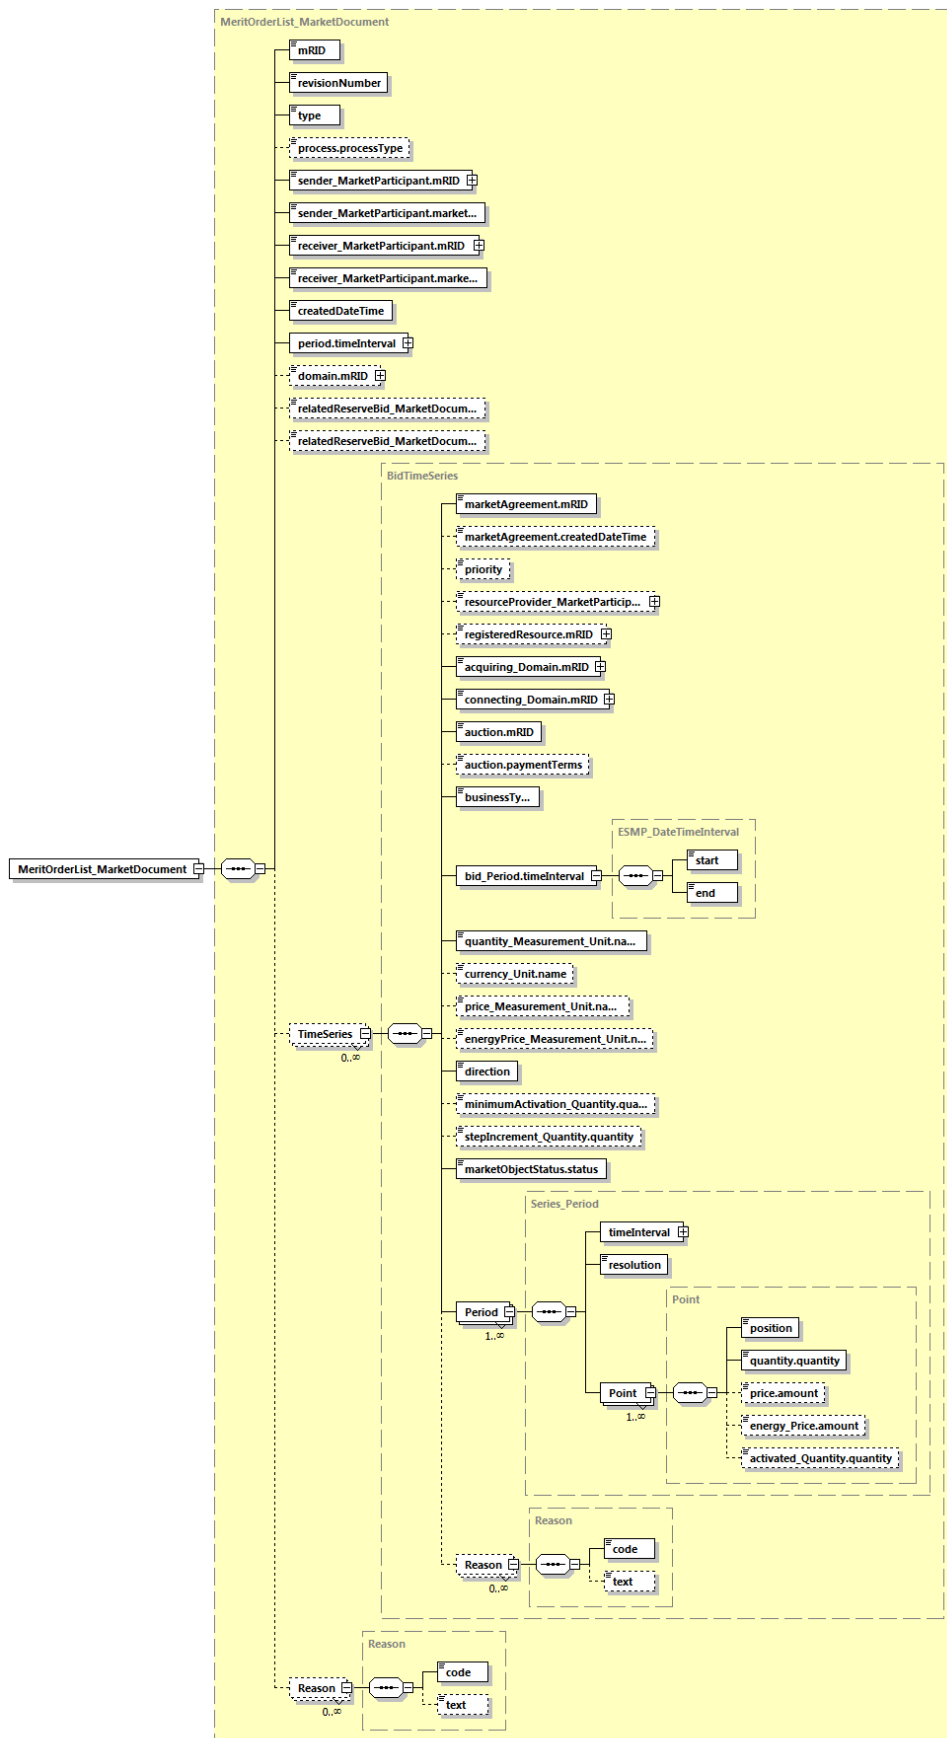 MeritOrderList_MarketDocument
mRID
revisionNumber
type
process.processType
sender_MarketParticipant.mRID
sender_MarketParticipant.market...
receiver_MarketParticipant.mRID
receiver_MarketParticipant.marke...
createdDateTime
period.timeInterval
domain.mRID
relatedReserveBid_MarketDocum...
relatedReserveBid_MarketDocum...
BidTimeSeries
marketAgreement.mRID
marketAgreement.createdDateTime
priority
resourceProvider_MarketParticip...
registeredResource.mRID
acquiring_Domain.mRID
connecting_Domain.mRID
auction.mRID
auction.paymentTerms
businessTy...
ESMP_DateTimeInterval
start
MeritOrderList_MarketDocument
bid_Period.timeInterval
end
quantity_Measurement_Unit.na...
currency_Unit.name
price_Measurement_Unit.na...
TimeSeries
energyPrice_Measurement_Unit.n...
0..∞
direction
minimumActivation_Quantity.qua...
stepIncrement_Quantity.quantity
marketObjectStatus.status
Series_Period
timeInterval
resolution
Point
Period
1..∞
position
quantity.quantity
Point
price.amount
1..∞
energy_Price.amount
activated_Quantity.quantity
Reason
code
Reason
text
0..∞
Reason
code
Reason
text
0..∞